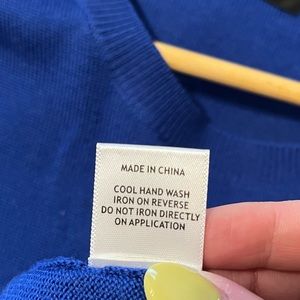 MADE IN CHINA
COOL HAND WASH
IRON ON REVERSE
DO NOT IRON DIRECTLY
ON APPLICATION